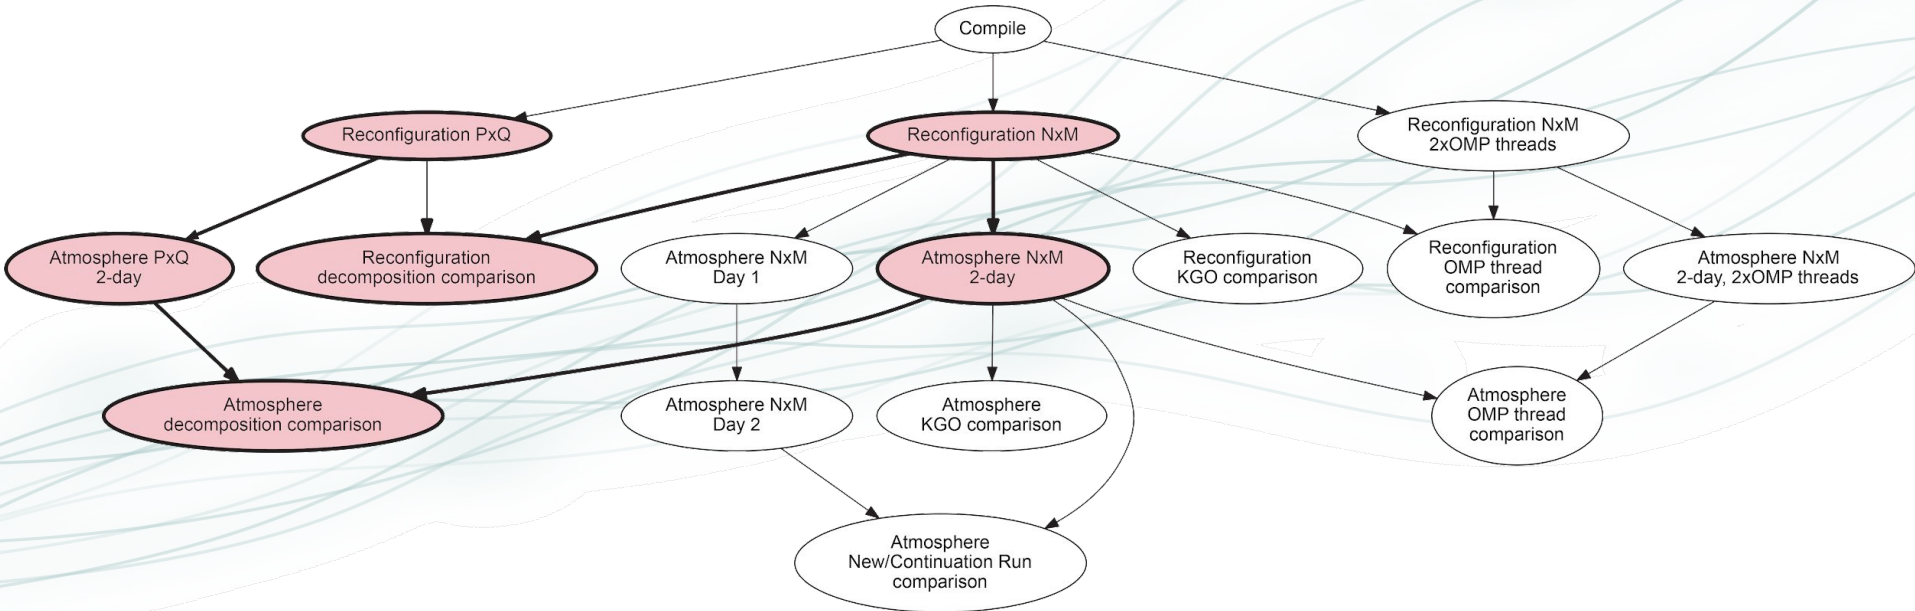 Compile
Reconfiguration PxQ
Reconfiguration NxM
Reconfiguration NxM
2xOMP threads
Atmosphere PxQ
2-day
Reconfiguration
decomposition comparison
Atmosphere NxM
Day 1
Atmosphere NxM
2-day
Reconfiguration
KGO comparison
Reconfiguration
OMP thread
comparison
Atmosphere NxM
2-day, 2xOMP threads
Atmosphere
decomposition comparison
Atmosphere NxM
Day 2
Atmosphere
KGO comparison
Atmosphere
OMP thread
comparison
Atmosphere
New/Continuation Run
comparison